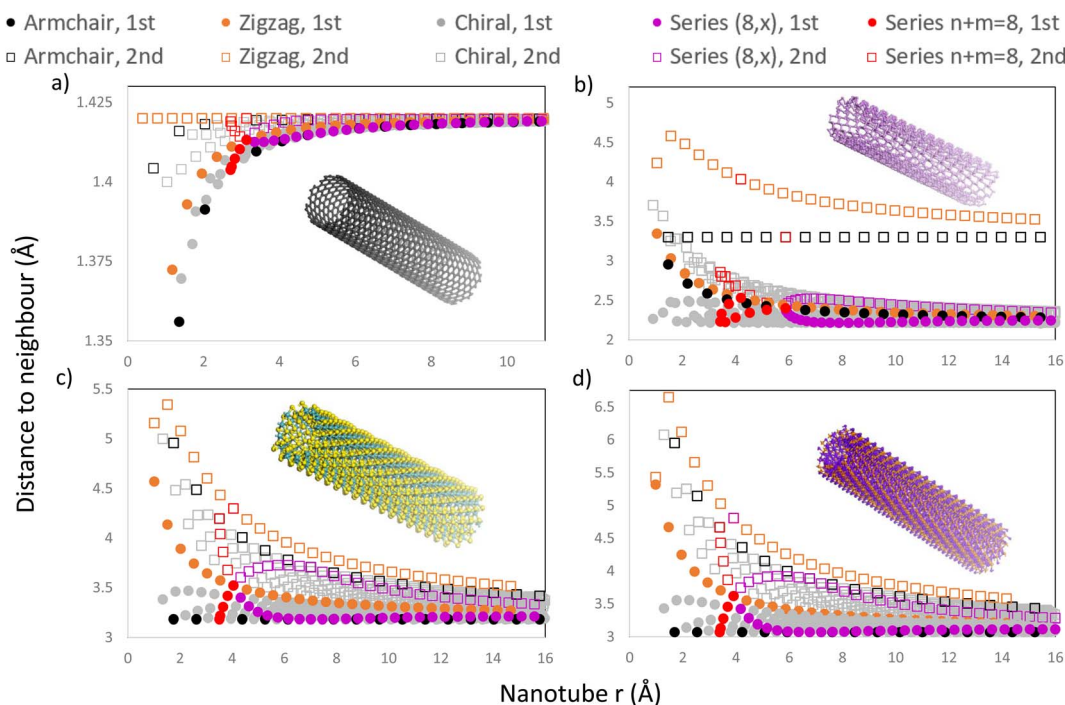 Armchair, 1st Zigzag, 1st Chiral, 1st Series (8,x), 1st Series n+m=8, 1st
Armchair, 2nd Zigzag, 2nd Chiral, 2nd Series (8,x), 2nd Series n+m=8, 2nd
a)
1.425
1.4
1.375
1.35
0 2 4 6 8 10
b)
5
4.5
4
3.5
3
2.5
2
0 2 4 6 8 10 12 14 16
Distance to neighbour (Å)
c)
5.5
5
4.5
4
3.5
3
0 2 4 6 8 10 12 14 16
d)
6.5
6
5.5
5
4.5
4
3.5
3
0 2 4 6 8 10 12 14 16
Nanotube r (Å)